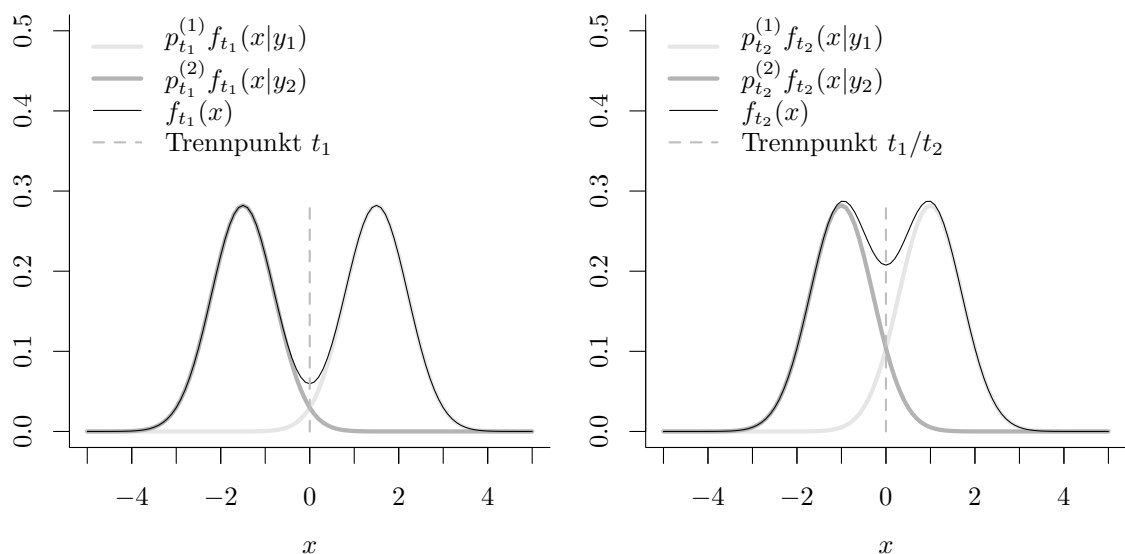 p_{t_1}^{(1)} f_{t_1}(x|y_1)
p_{t_1}^{(2)} f_{t_1}(x|y_2)
f_{t_1}(x)
Trennpunkt t_1
0.5
0.4
0.3
0.2
0.1
0.0
−4 −2 0 2 4
x
p_{t_2}^{(1)} f_{t_2}(x|y_1)
p_{t_2}^{(2)} f_{t_2}(x|y_2)
f_{t_2}(x)
Trennpunkt t_1/t_2
0.5
0.4
0.3
0.2
0.1
0.0
−4 −2 0 2 4
x